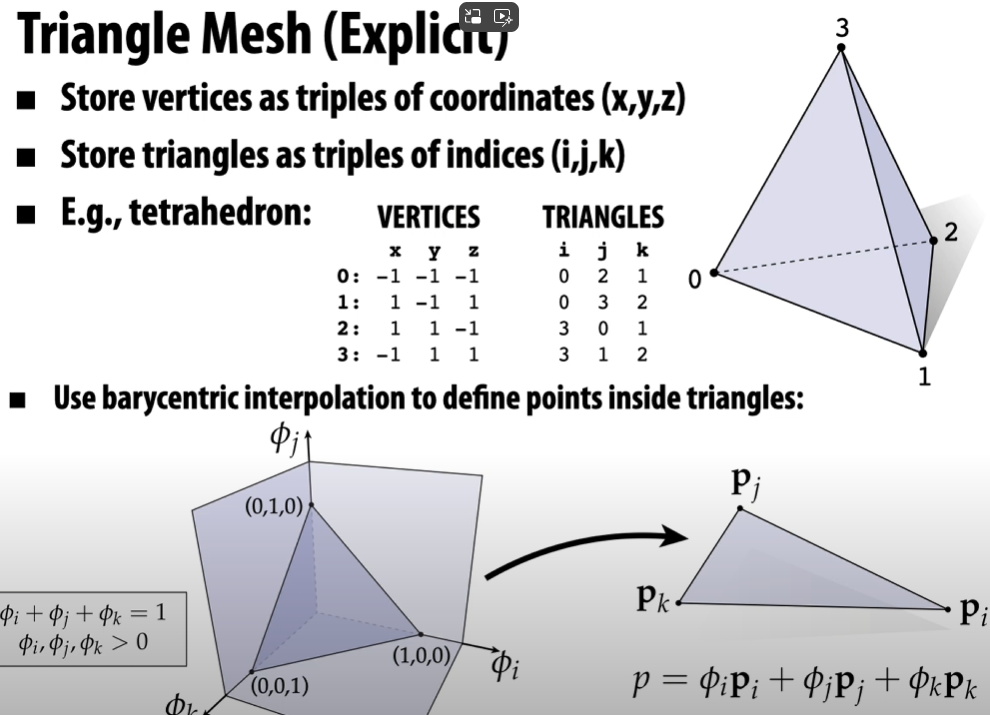 Triangle Mesh (Explicit)
■ Store vertices as triples of coordinates (x,y,z)
■ Store triangles as triples of indices (i,j,k)
■ E.g., tetrahedron:
VERTICES TRIANGLES
x y z i j k
0: -1 -1 -1 0 2 1
1: 1 -1 1 0 3 2
2: 1 1 -1 3 0 1
3: -1 1 1 3 1 2
3
2
0
1
■ Use barycentric interpolation to define points inside triangles:
ϕj
(0,1,0)
ϕi + ϕj + ϕk = 1
ϕi, ϕj, ϕk > 0
(1,0,0)
ϕi
(0,0,1)
ϕk
pj
pk
pi
p = ϕipi + ϕjpj + ϕkpk